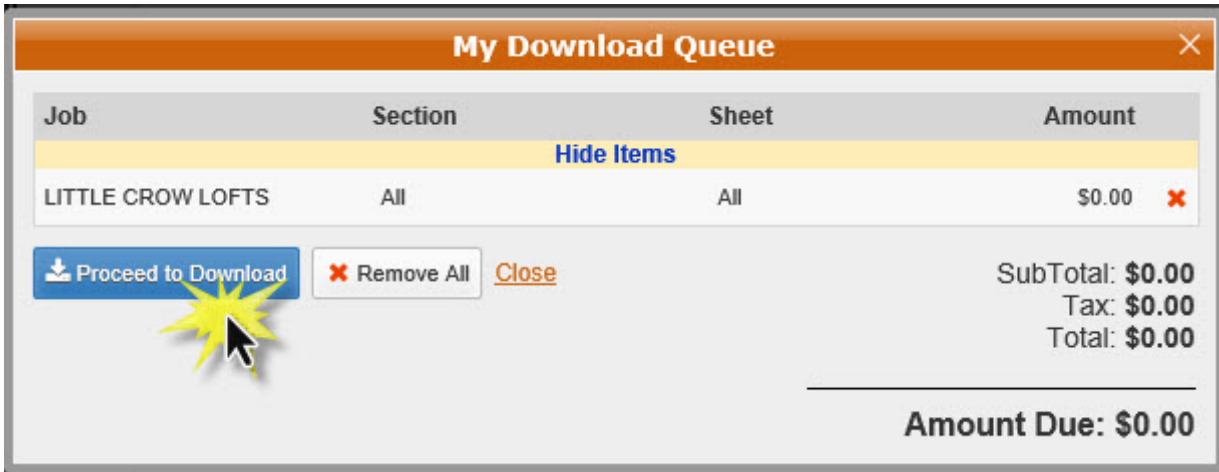 My Download Queue
Job Section Sheet Amount
Hide Items
LITTLE CROW LOFTS All All $0.00
Proceed to Download Remove All Close
SubTotal: $0.00
Tax: $0.00
Total: $0.00
Amount Due: $0.00